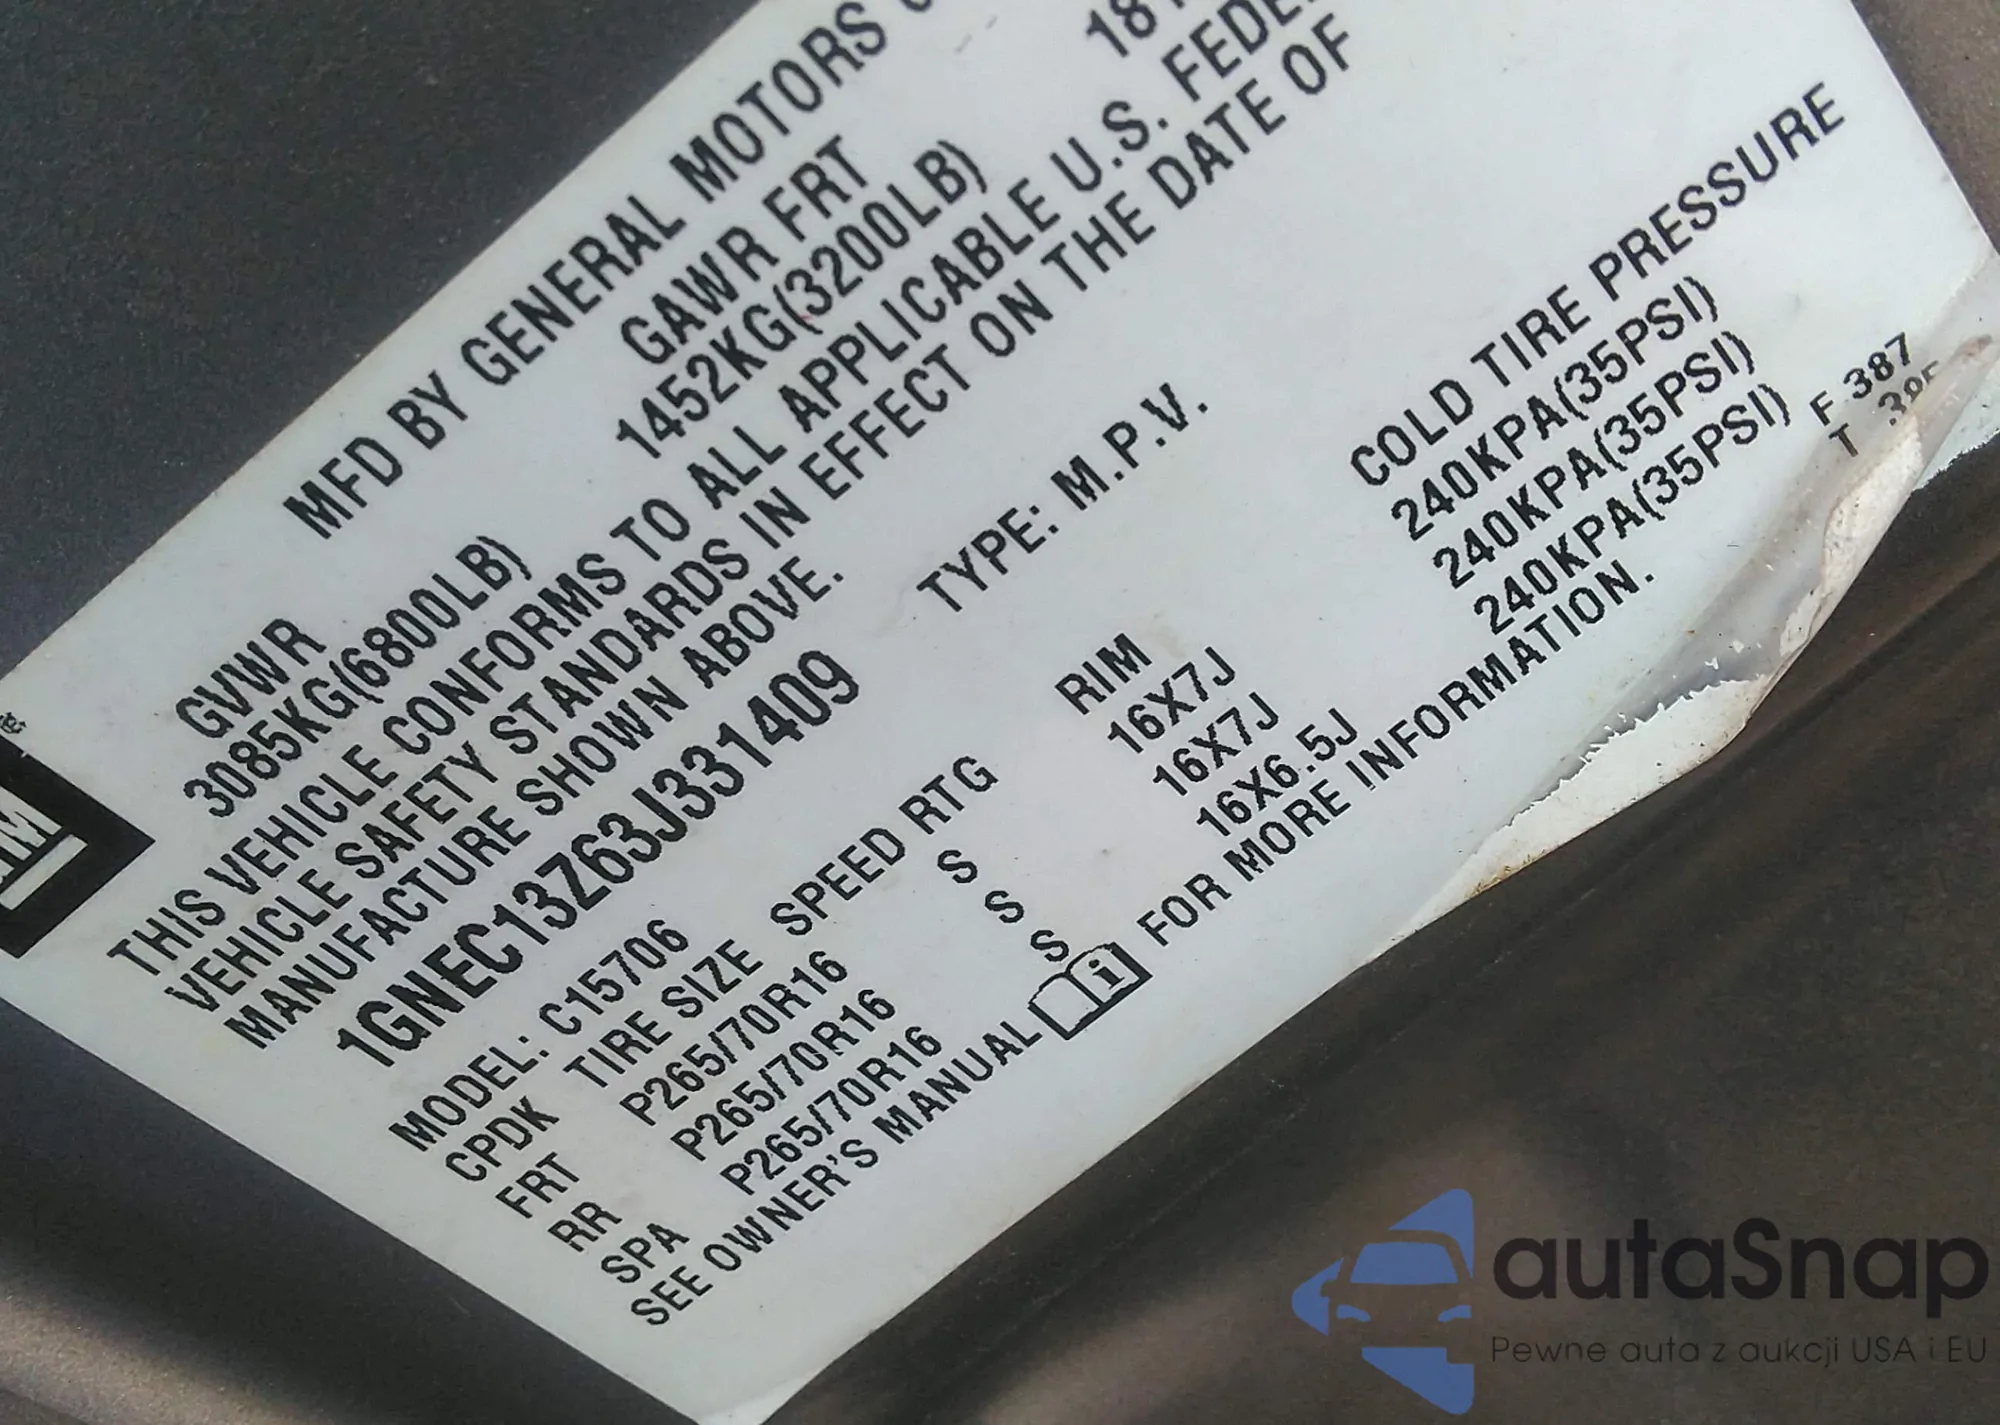 MFD BY GENERAL MOTORS
GVWR GAWR FRT
3085KG(6800LB) 1452KG(3200LB) 181
THIS VEHICLE CONFORMS TO ALL APPLICABLE U.S.
VEHICLE SAFETY STANDARDS IN EFFECT ON THE DATE OF
MANUFACTURE SHOWN ABOVE.
1GNEC13Z63J331409 TYPE: M.P.V.
MODEL: C15706
CPDK TIRE SIZE SPEED RTG RIM COLD TIRE PRESSURE
FRT P265/70R16 S 16X7J 240KPA(35PSI)
RR P265/70R16 S 16X7J 240KPA(35PSI)
SPA P265/70R16 S 16X6.5J 240KPA(35PSI)
SEE OWNER'S MANUAL i FOR MORE INFORMATION.
F 387
T
autaSnap
Pewne auta z aukcji USA i EU